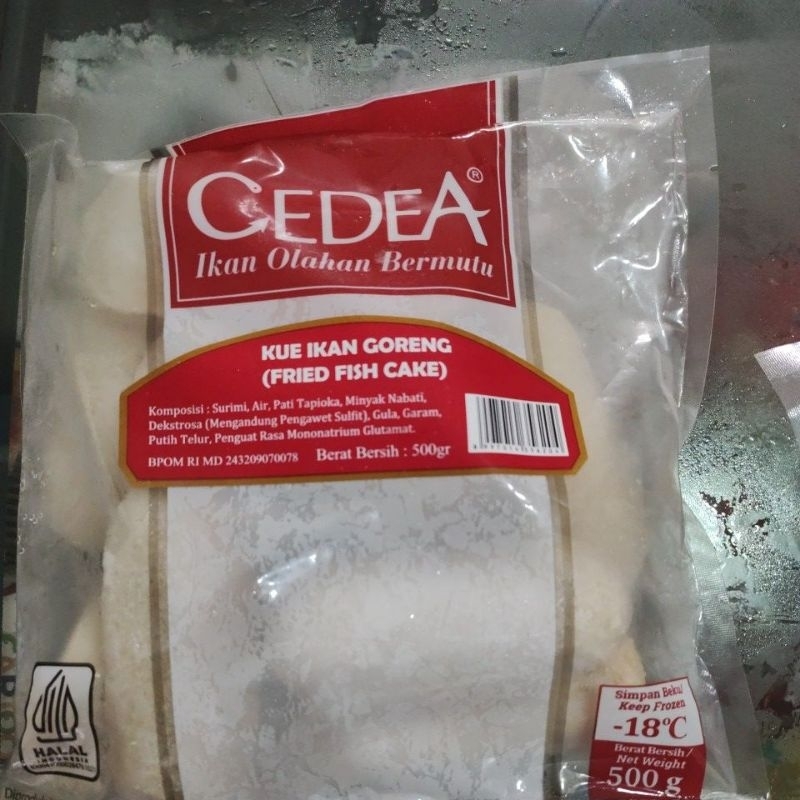 CEDEA®
Ikan Olahan Bermutu
KUE IKAN GORENG
(FRIED FISH CAKE)
Komposisi : Surimi, Air, Pati Tapioka, Minyak Nabati,
Dekstrosa (Mengandung Pengawet Sulfit), Gula, Garam,
Putih Telur, Penguat Rasa Mononatrium Glutamat.
BPOM RI MD 243209070078 Berat Bersih : 500gr
HALAL
INDONESIA
Simpan Beku/
Keep Frozen
-18°C
Berat Bersih /
Net Weight
500 g